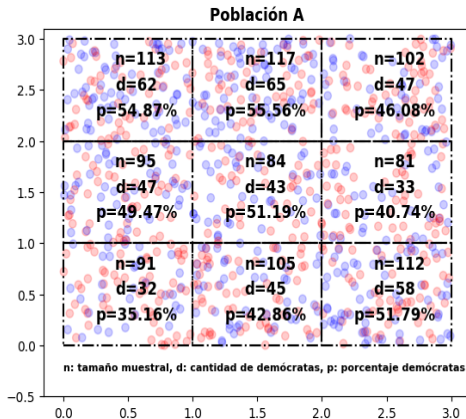 Población A
3.0
n=113 n=117 n=102
d=62 d=65 d=47
2.5
p=54.87% p=55.56% p=46.08%
2.0
n=95 n=84 n=81
d=47 d=43 d=33
1.5
p=49.47% p=51.19% p=40.74%
1.0
n=91 n=105 n=112
d=32 d=45 d=58
0.5
p=35.16% p=42.86% p=51.79%
0.0
n: tamaño muestral, d: cantidad de demócratas, p: porcentaje demócratas
−0.5
0.0 0.5 1.0 1.5 2.0 2.5 3.0